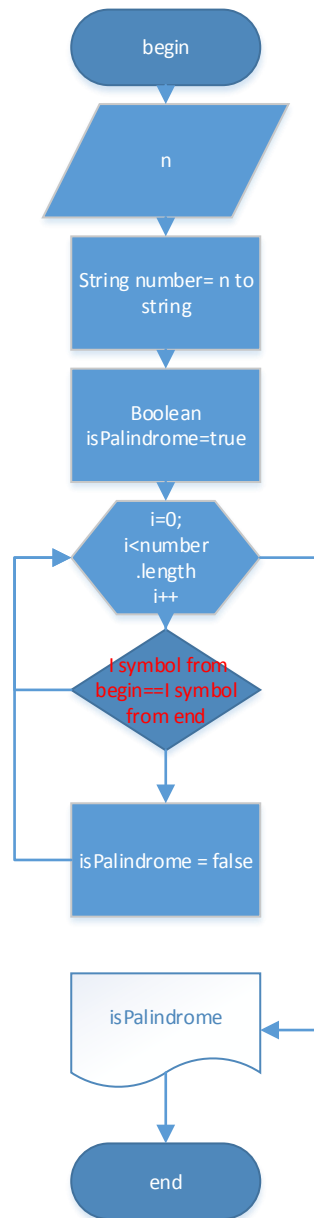 begin
n
String number= n to
string
Boolean
isPalindrome=true
i=0;
i<number
.length
i++
I symbol from
begin==I symbol
from end
isPalindrome = false
isPalindrome
end